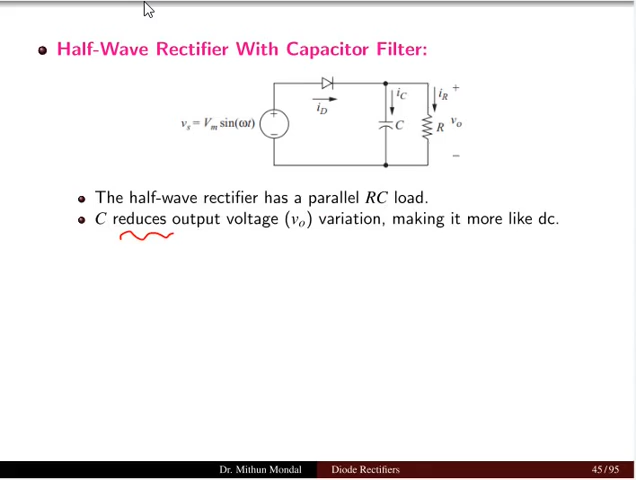 Half-Wave Rectifier With Capacitor Filter:
i_D
i_C
i_R
+
v_s = V_m sin(ωt)
+
−
C
R
v_o
−
The half-wave rectifier has a parallel RC load.
C reduces output voltage (v_o) variation, making it more like dc.
Dr. Mithun Mondal Diode Rectifiers 45 / 95